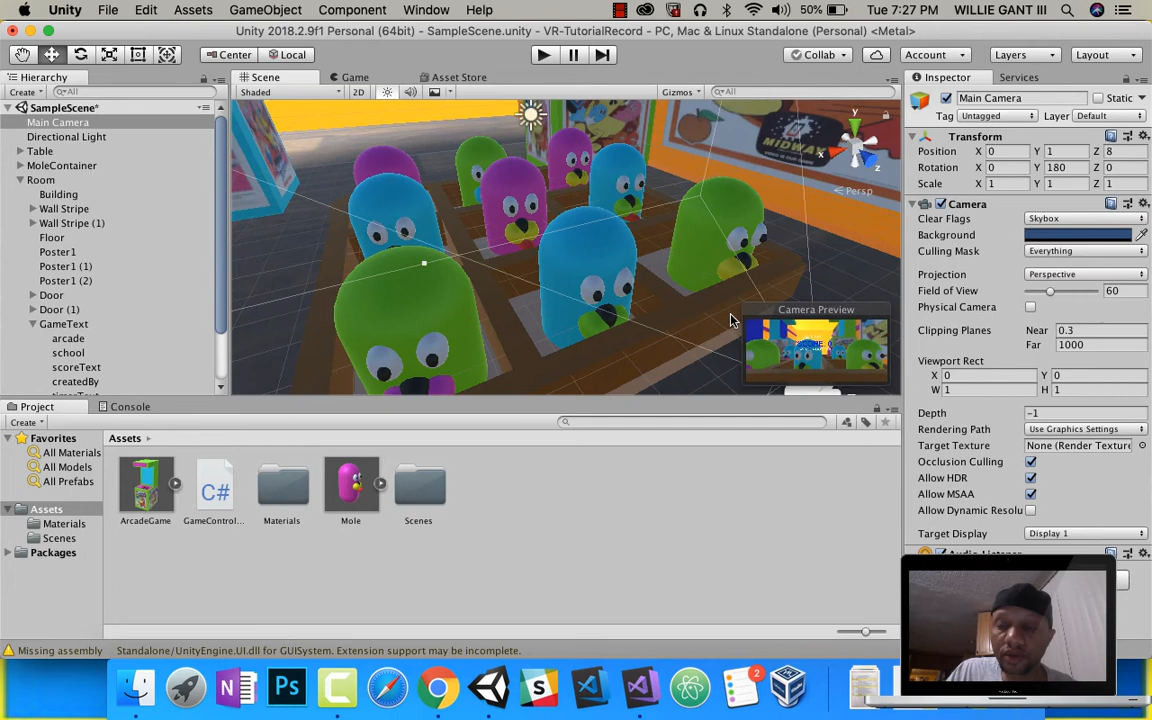 Unity File Edit Assets GameObject Component Window Help 50% Tue 7:27 PM WILLIE GANT III
Unity 2018.2.9f1 Personal (64bit) - SampleScene.unity - VR-TutorialRecord - PC, Mac & Linux Standalone (Personal) <Metal>
Center Local Collab Account Layers Layout
Hierarchy
Create All
SampleScene*
Main Camera
Directional Light
Table
MoleContainer
Room
Building
Wall Stripe
Wall Stripe (1)
Floor
Poster1
Poster1 (1)
Poster1 (2)
Door
Door (1)
GameText
arcade
school
scoreText
createdBy
Scene Game Asset Store
Shaded 2D Gizmos All
MIDWAY
y
x
z
Persp
Camera Preview
Inspector Services
Main Camera Static
Tag Untagged Layer Default
Transform
Position X 0 Y 1 Z 8
Rotation X 0 Y 180 Z 0
Scale X 1 Y 1 Z 1
Camera
Clear Flags Skybox
Background
Culling Mask Everything
Projection Perspective
Field of View 60
Physical Camera
Clipping Planes Near 0.3
Far 1000
Viewport Rect
X 0 Y 0
W 1 H 1
Depth -1
Rendering Path Use Graphics Settings
Target Texture None (Render Texture
Occlusion Culling
Allow HDR
Allow MSAA
Allow Dynamic Resolu
Target Display Display 1
Audio Listener
Project Console
Create
Favorites
All Materials
All Models
All Prefabs
Assets
Materials
Scenes
Packages
Assets
C#
ArcadeGame GameControl... Materials Mole Scenes
Missing assembly Standalone/UnityEngine.UI.dll for GUISystem. Extension support may be incomplete.
N Ps S 2